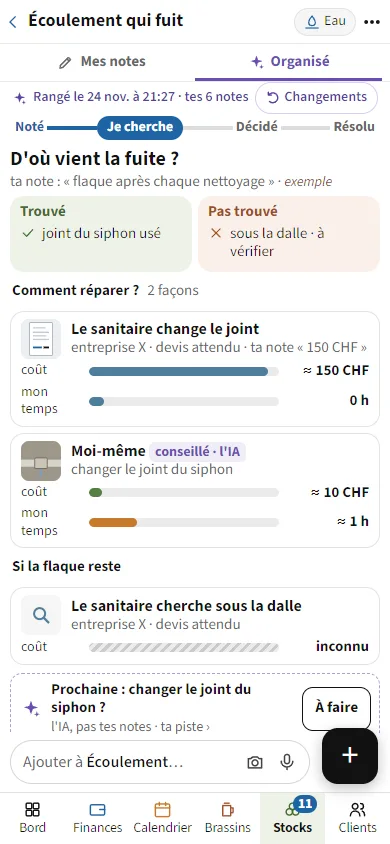 Écoulement qui fuit
Eau
Mes notes
Organisé
Rangé le 24 nov. à 21:27 · tes 6 notes
Changements
Noté
Je cherche
Décidé
Résolu
D'où vient la fuite ?
ta note : « flaque après chaque nettoyage » · exemple
Trouvé
joint du siphon usé
Pas trouvé
sous la dalle · à
vérifier
Comment réparer ? 2 façons
Le sanitaire change le joint
entreprise X · devis attendu · ta note « 150 CHF »
coût
≈ 150 CHF
mon
temps
0 h
Moi-même conseillé · l'IA
changer le joint du siphon
coût
≈ 10 CHF
mon
temps
≈ 1 h
Si la flaque reste
Le sanitaire cherche sous la dalle
entreprise X · devis attendu
coût
inconnu
Prochaine : changer le joint du
siphon ?
l'IA, pas tes notes · ta piste ›
À faire
Ajouter à Écoulement…
Bord
Finances
Calendrier
Brassins
11
Stocks
Clients